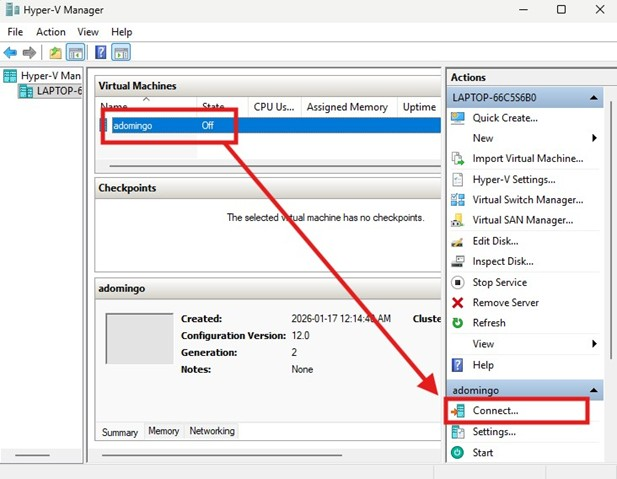 Hyper-V Manager
File Action View Help
Hyper-V Man
LAPTOP-6
Virtual Machines
Name State CPU Us... Assigned Memory Uptime
adomingo Off
Checkpoints
The selected virtual machine has no checkpoints.
adomingo
Created: 2026-01-17 12:14:48 AM Cluste
Configuration Version: 12.0
Generation: 2
Notes: None
Summary Memory Networking
Actions
LAPTOP-66C5S6B0
Quick Create...
New
Import Virtual Machine...
Hyper-V Settings...
Virtual Switch Manager...
Virtual SAN Manager...
Edit Disk...
Inspect Disk...
Stop Service
Remove Server
Refresh
View
Help
adomingo
Connect...
Settings...
Start